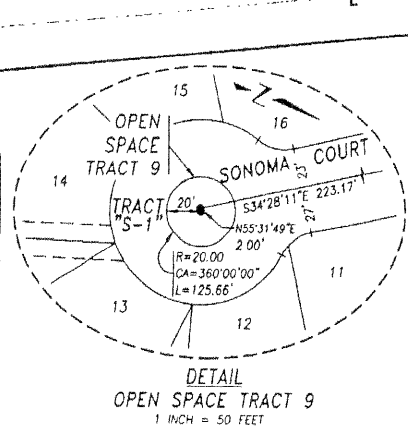 15
16
Z
OPEN
SPACE
TRACT 9
SONOMA COURT
23'
14
TRACT
"S-1"
20'
S34°28'11"E 223.17'
N55°31'49"E
2.00'
27'
R=20.00
CA=360°00'00"
L=125.66'
11
13
12
DETAIL
OPEN SPACE TRACT 9
1 INCH = 50 FEET